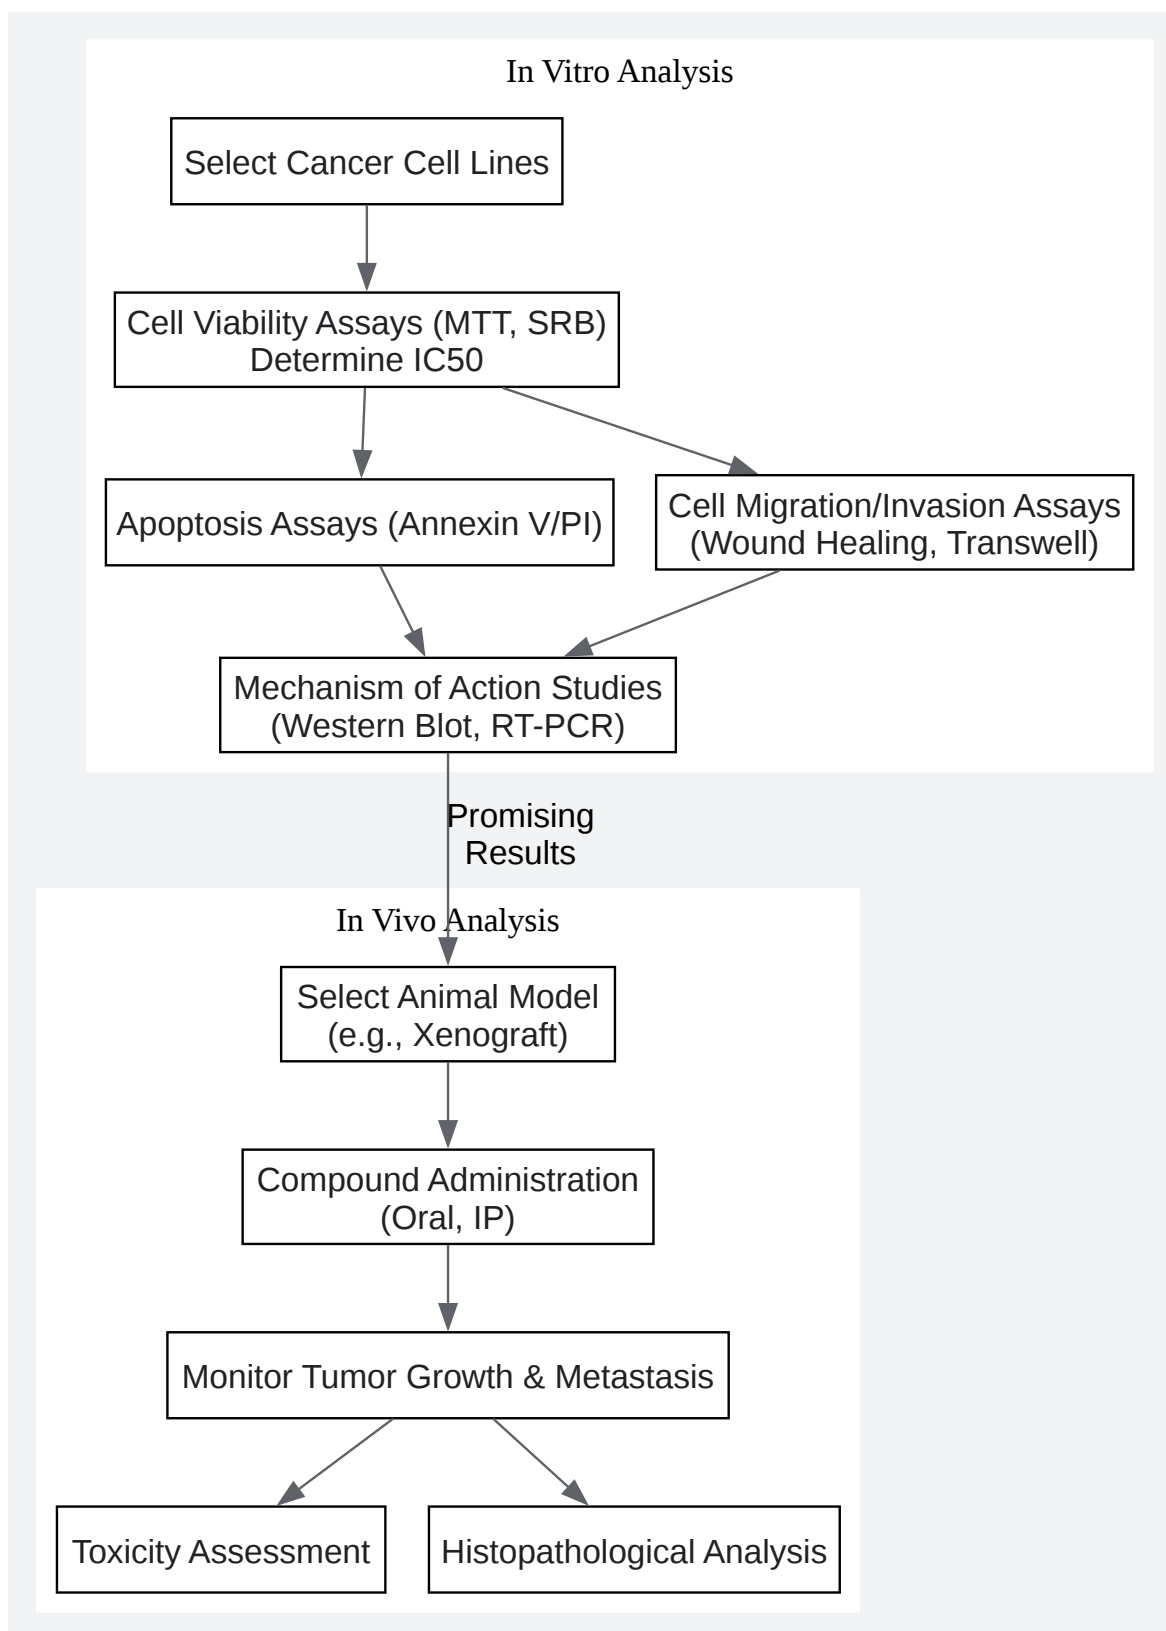 In Vitro Analysis
Select Cancer Cell Lines
Cell Viability Assays (MTT, SRB)
Determine IC50
Apoptosis Assays (Annexin V/PI)
Cell Migration/Invasion Assays
(Wound Healing, Transwell)
Mechanism of Action Studies
(Western Blot, RT-PCR)
Promising
Results
In Vivo Analysis
Select Animal Model
(e.g., Xenograft)
Compound Administration
(Oral, IP)
Monitor Tumor Growth & Metastasis
Toxicity Assessment
Histopathological Analysis